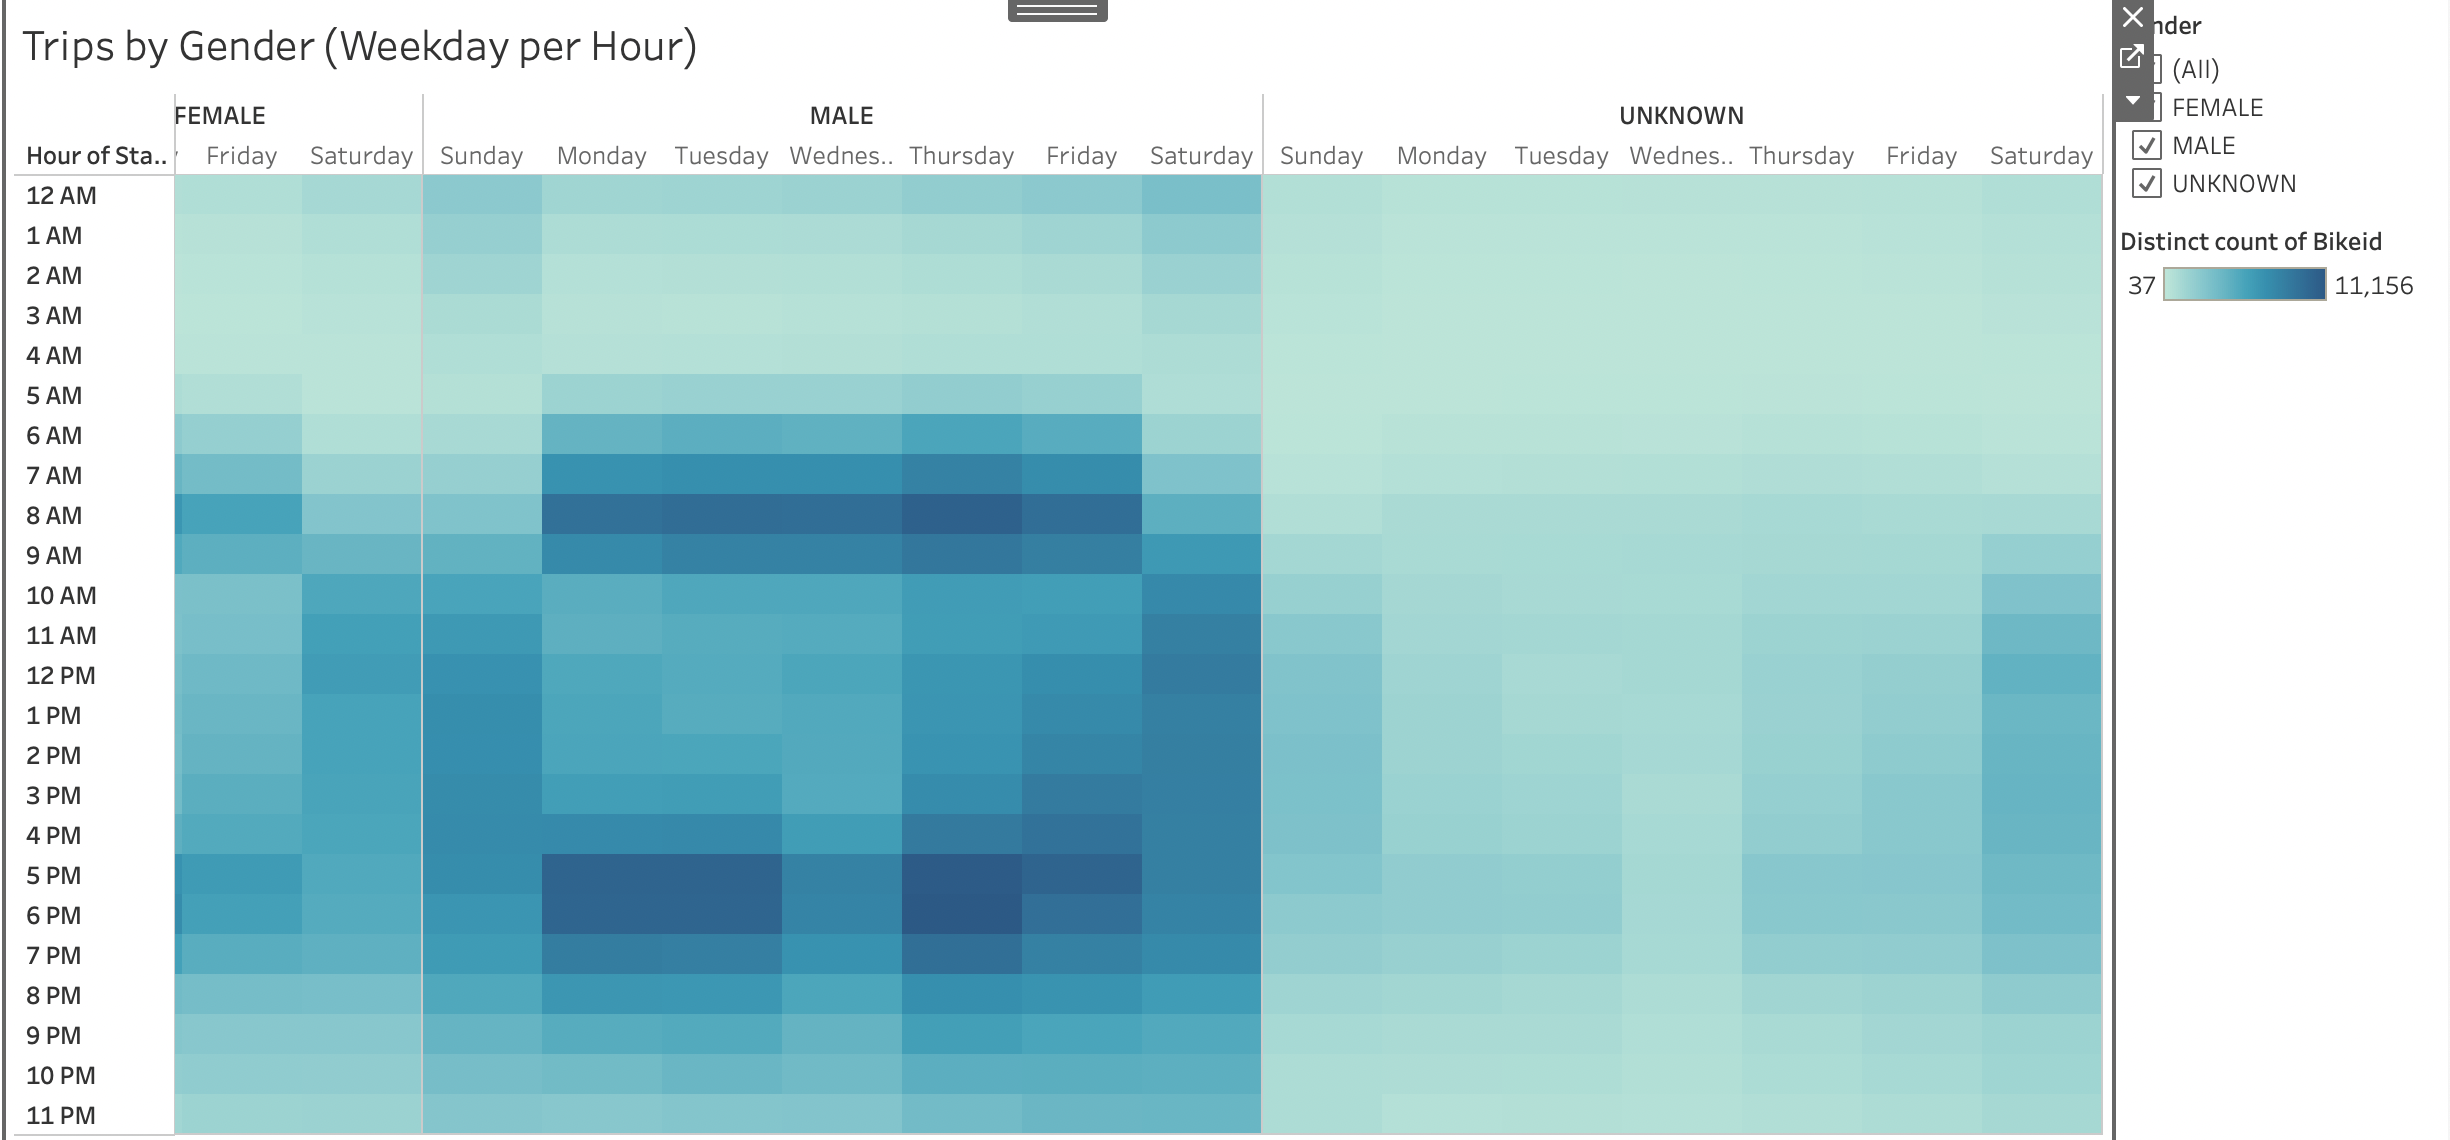 Trips by Gender (Weekday per Hour)
FEMALE MALE UNKNOWN
Hour of Sta.. Friday Saturday Sunday Monday Tuesday Wednes.. Thursday Friday Saturday Sunday Monday Tuesday Wednes.. Thursday Friday Saturday
12 AM
1 AM
2 AM
3 AM
4 AM
5 AM
6 AM
7 AM
8 AM
9 AM
10 AM
11 AM
12 PM
1 PM
2 PM
3 PM
4 PM
5 PM
6 PM
7 PM
8 PM
9 PM
10 PM
11 PM
nder
(All)
FEMALE
MALE
UNKNOWN
Distinct count of Bikeid
37 11,156